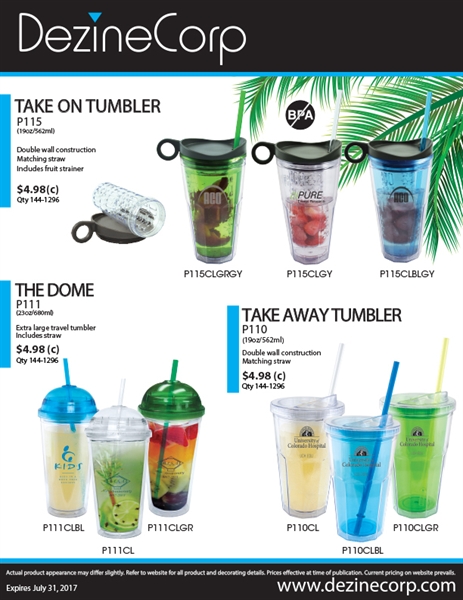 DezineCorp
TAKE ON TUMBLER
P115
(19oz/562ml)
Double wall construction
Matching straw
Includes fruit strainer
$4.98(c)
Qty 144-1296
BPA
PURE
P115CLGRGY
P115CLGY
P115CLBLGY
THE DOME
P111
(23oz/680ml)
Extra large travel tumbler
Includes straw
$4.98 (c)
Qty 144-1296
KIDS
P111CLBL
P111CLGR
P111CL
TAKE AWAY TUMBLER
P110
(19oz/562ml)
Double wall construction
Matching straw
$4.98 (c)
Qty 144-1296
University of
Colorado Hospital
University of
Colorado Hospital
University of
Colorado Hospital
P110CL
P110CLGR
P110CLBL
Actual product appearance may differ slightly. Refer to website for all product and decorating details. Prices effective at time of publication. Current pricing on website prevails.
Expires July 31, 2017
www.dezinecorp.com